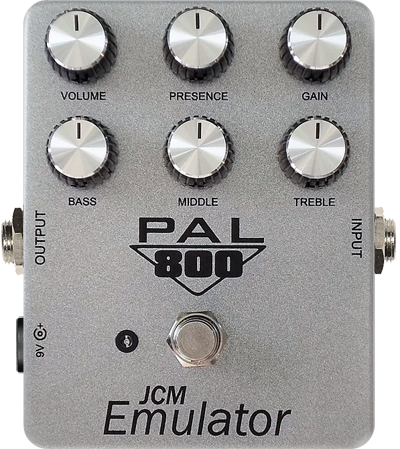 VOLUME PRESENCE GAIN
BASS MIDDLE TREBLE
OUTPUT
INPUT
PAL
800
9V
JCM
Emulator